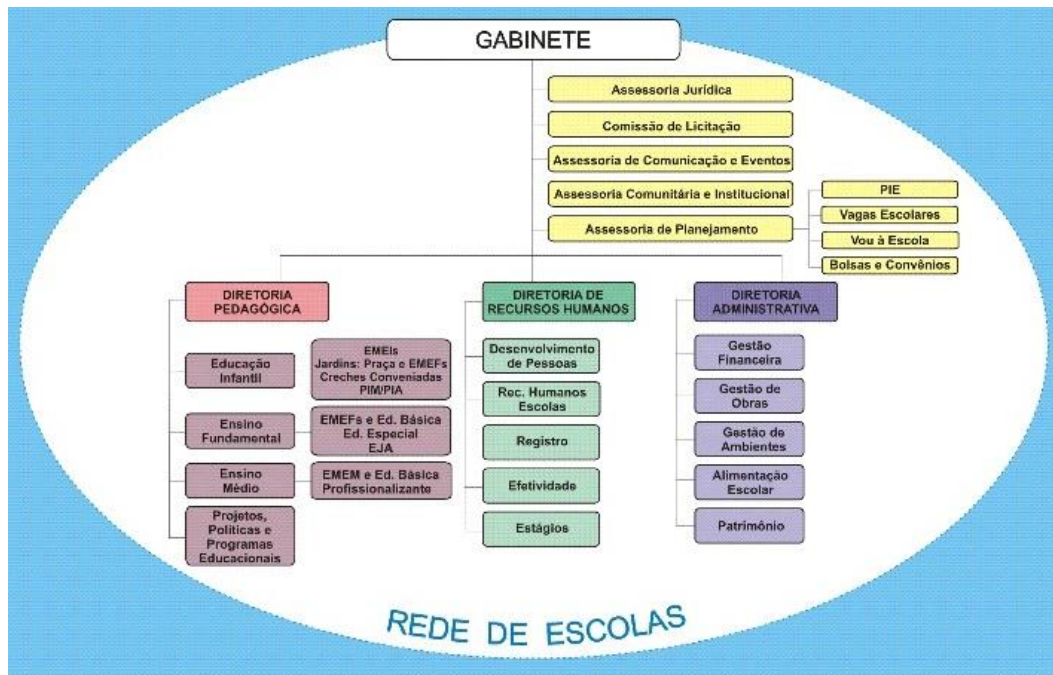 GABINETE
Assessoria Jurídica
Comissão de Licitação
Assessoria de Comunicação e Eventos
Assessoria Comunitária e Institucional
Assessoria de Planejamento
PIE
Vagas Escolares
Vou à Escola
Bolsas e Convênios
DIRETORIA
PEDAGÓGICA
Educação
Infantil
EMEIs
Jardins: Praça e EMEFs
Creches Conveniadas
PIM/PIA
Ensino
Fundamental
EMEFs e Ed. Básica
Ed. Especial
EJA
Ensino
Médio
EMEM e Ed. Básica
Profissionalizante
Projetos,
Políticas e
Programas
Educacionais
DIRETORIA DE
RECURSOS HUMANOS
Desenvolvimento
de Pessoas
Rec. Humanos
Escolas
Registro
Efetividade
Estágios
DIRETORIA
ADMINISTRATIVA
Gestão
Financeira
Gestão de
Obras
Gestão de
Ambientes
Alimentação
Escolar
Patrimônio
REDE DE ESCOLAS